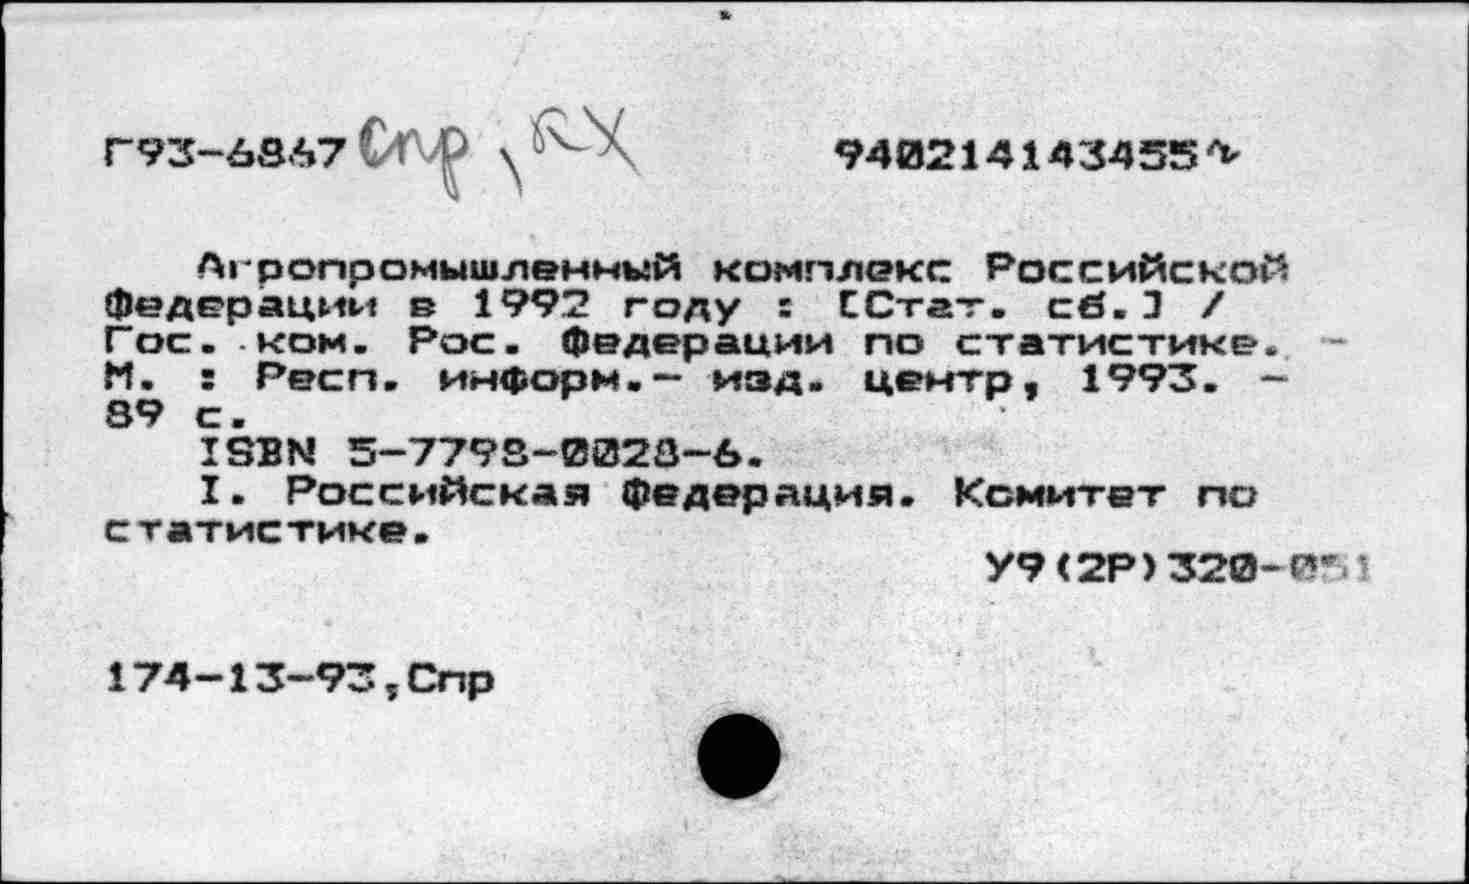 Г93-6867 Спр
940214143455
Агропромышленный комплекс Российской
Федерации в 1992 году : [Стат. сб.] /
Гос. ком. Рос. Федерации по статистике. -
М. : Респ. информ.- изд. центр, 1993. -
89 с.
ISBN 5-7798-0028-6.
I. Российская Федерация. Комитет по
статистике.
У9(2Р)320-051
174-13-93,Спр